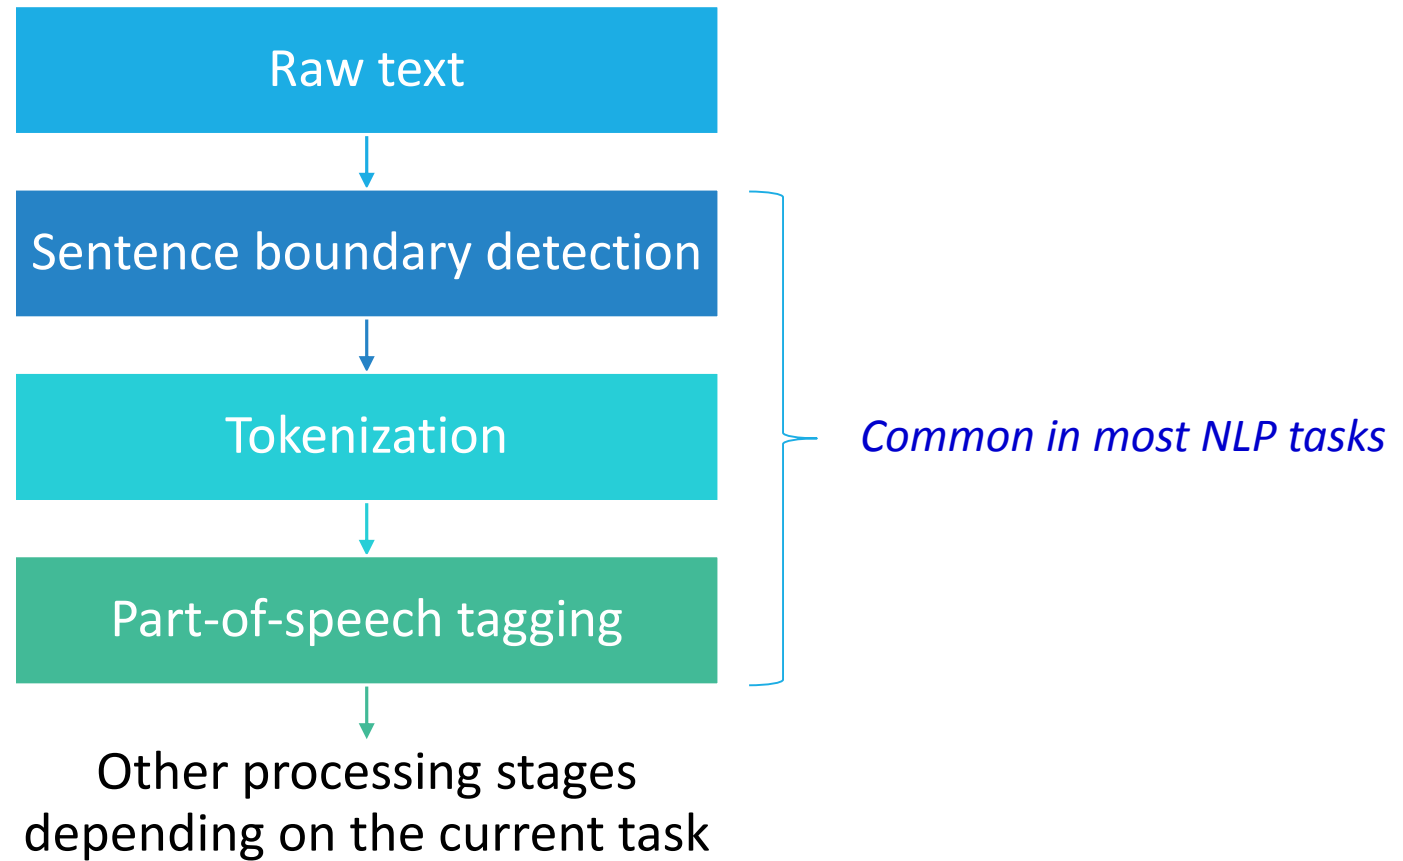 Raw text
Sentence boundary detection
Tokenization
Common in most NLP tasks
Part-of-speech tagging
Other processing stages
depending on the current task